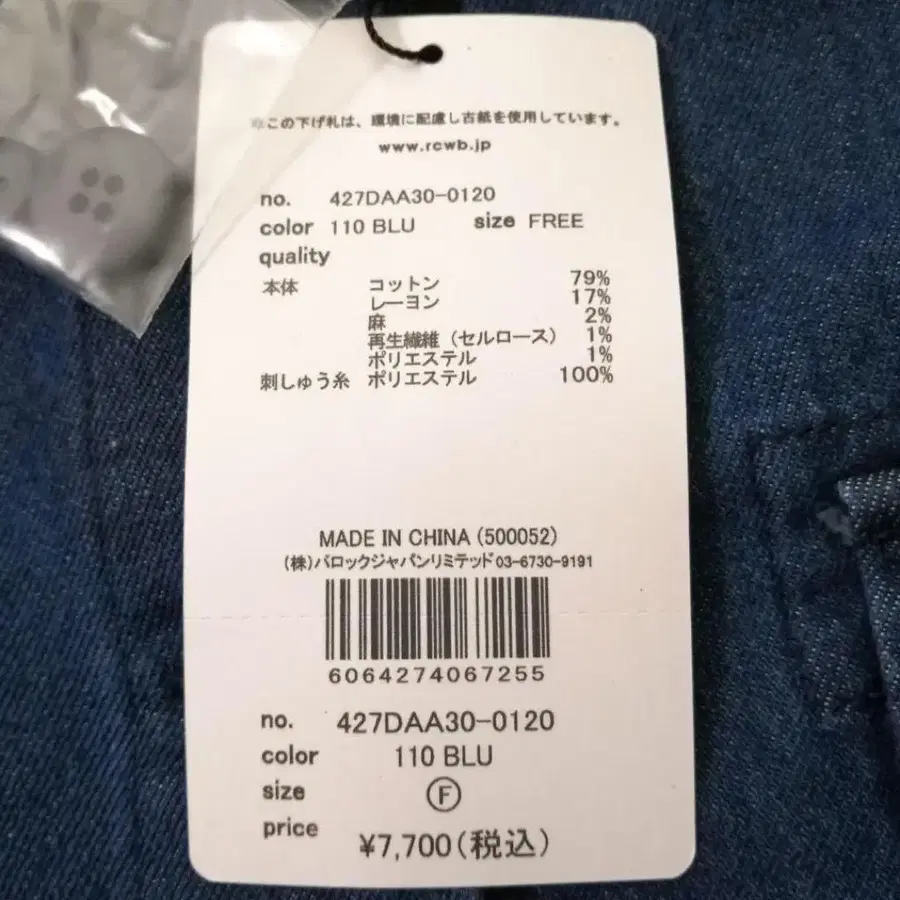 ※この下げ札は、環境に配慮し古紙を使用しています。
www.rcwb.jp
no. 427DAA30-0120
color 110 BLU size FREE
quality
本体 コットン 79%
レーヨン 17%
麻 2%
再生繊維（セルロース） 1%
ポリエステル 1%
刺しゅう糸 ポリエステル 100%
MADE IN CHINA (500052)
(株)バロックジャパンリミテッド 03-6730-9191
6064274067255
no. 427DAA30-0120
color 110 BLU
size Ⓕ
price ¥7,700(税込)